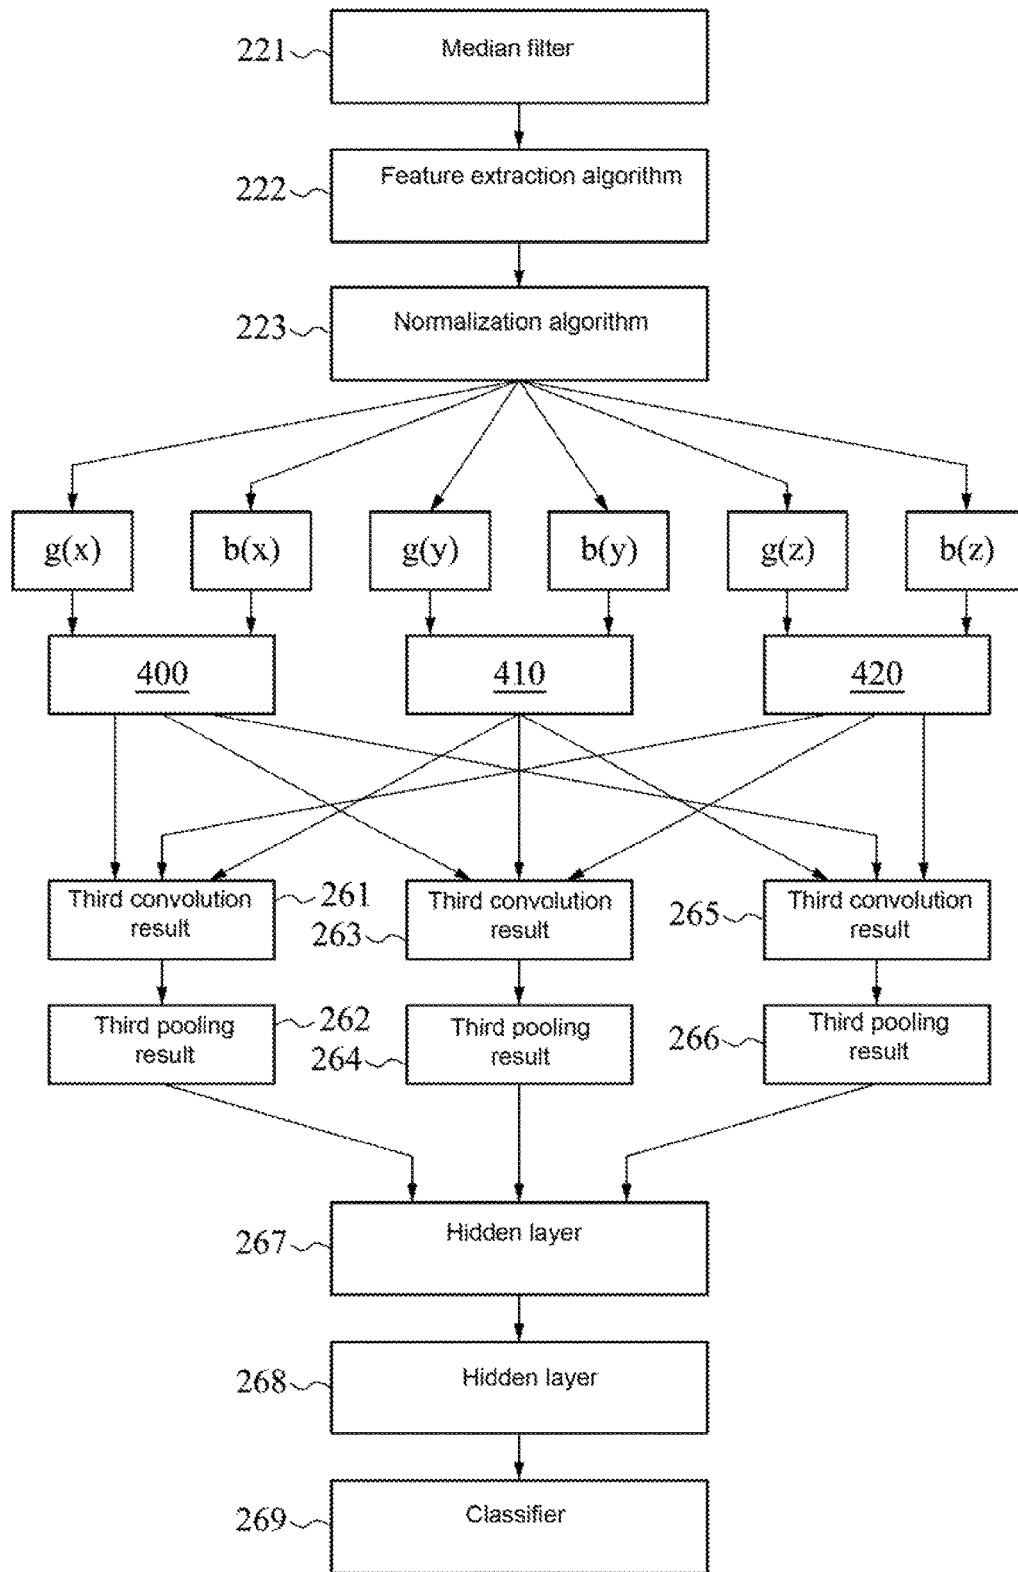 221
Median filter
222
Feature extraction algorithm
223
Normalization algorithm
g(x)
b(x)
g(y)
b(y)
g(z)
b(z)
400
410
420
Third convolution
result
261
Third convolution
result
263
265
Third convolution
result
Third pooling
result
262
Third pooling
result
264
266
Third pooling
result
267
Hidden layer
268
Hidden layer
269
Classifier